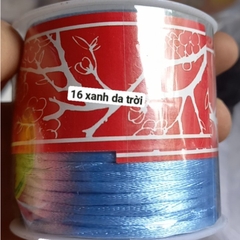 16 xanh da trời